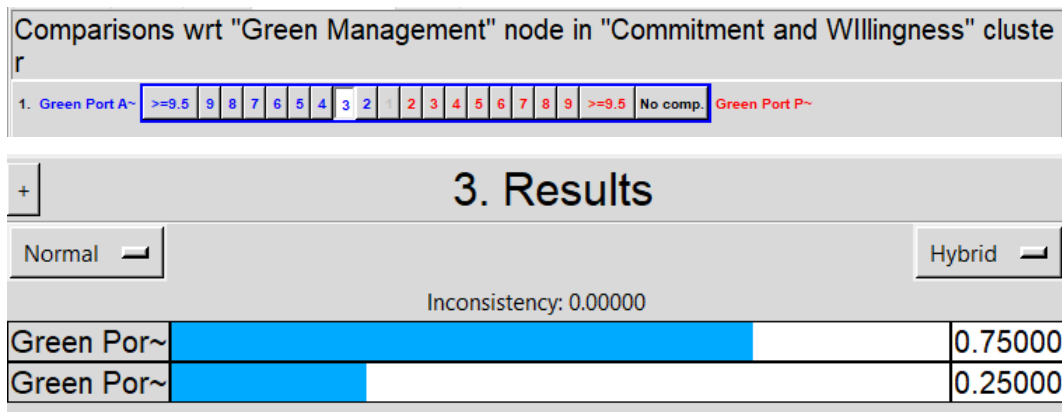 Comparisons wrt "Green Management" node in "Commitment and WIllingness" cluste
r
1. Green Port A~ >=9.5 9 8 7 6 5 4 3 2 1 2 3 4 5 6 7 8 9 >=9.5 No comp. Green Port P~
+ 3. Results
Normal Hybrid
Inconsistency: 0.00000
Green Por~ 0.75000
Green Por~ 0.25000